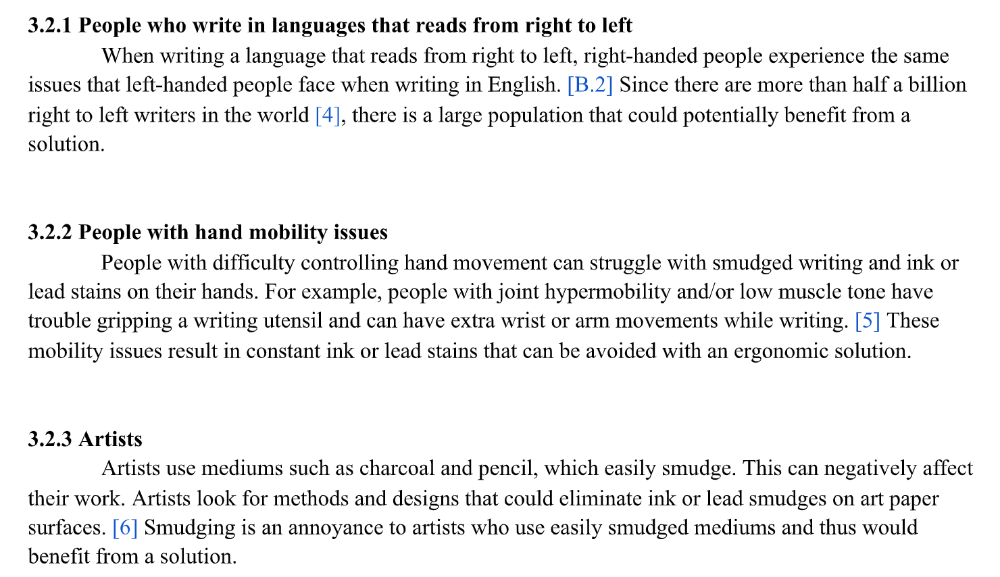 3.2.1 People who write in languages that reads from right to left
When writing a language that reads from right to left, right-handed people experience the same
issues that left-handed people face when writing in English. [B.2] Since there are more than half a billion
right to left writers in the world [4], there is a large population that could potentially benefit from a
solution.
3.2.2 People with hand mobility issues
People with difficulty controlling hand movement can struggle with smudged writing and ink or
lead stains on their hands. For example, people with joint hypermobility and/or low muscle tone have
trouble gripping a writing utensil and can have extra wrist or arm movements while writing. [5] These
mobility issues result in constant ink or lead stains that can be avoided with an ergonomic solution.
3.2.3 Artists
Artists use mediums such as charcoal and pencil, which easily smudge. This can negatively affect
their work. Artists look for methods and designs that could eliminate ink or lead smudges on art paper
surfaces. [6] Smudging is an annoyance to artists who use easily smudged mediums and thus would
benefit from a solution.